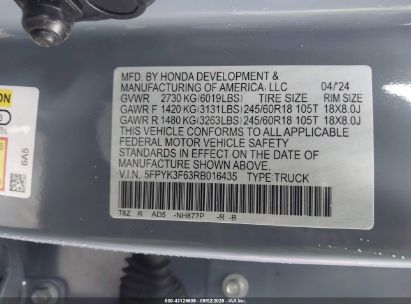 MFD. BY HONDA DEVELOPMENT &
MANUFACTURING OF AMERICA, LLC 04/24
GVWR 2730 KG(6019LBS) TIRE SIZE RIM SIZE
GAWR F 1420 KG(3131LBS) 245/60R18 105T 18X8.0J
GAWR R 1480 KG(3263LBS) 245/60R18 105T 18X8.0J
THIS VEHICLE CONFORMS TO ALL APPLICABLE
FEDERAL MOTOR VEHICLE SAFETY
STANDARDS IN EFFECT ON THE DATE OF
MANUFACTURE SHOWN ABOVE.
V.I.N. 5FPYK3F63RB016435 TYPE TRUCK
T6Z R AD5 -NH877P -R -B
ON
6A5